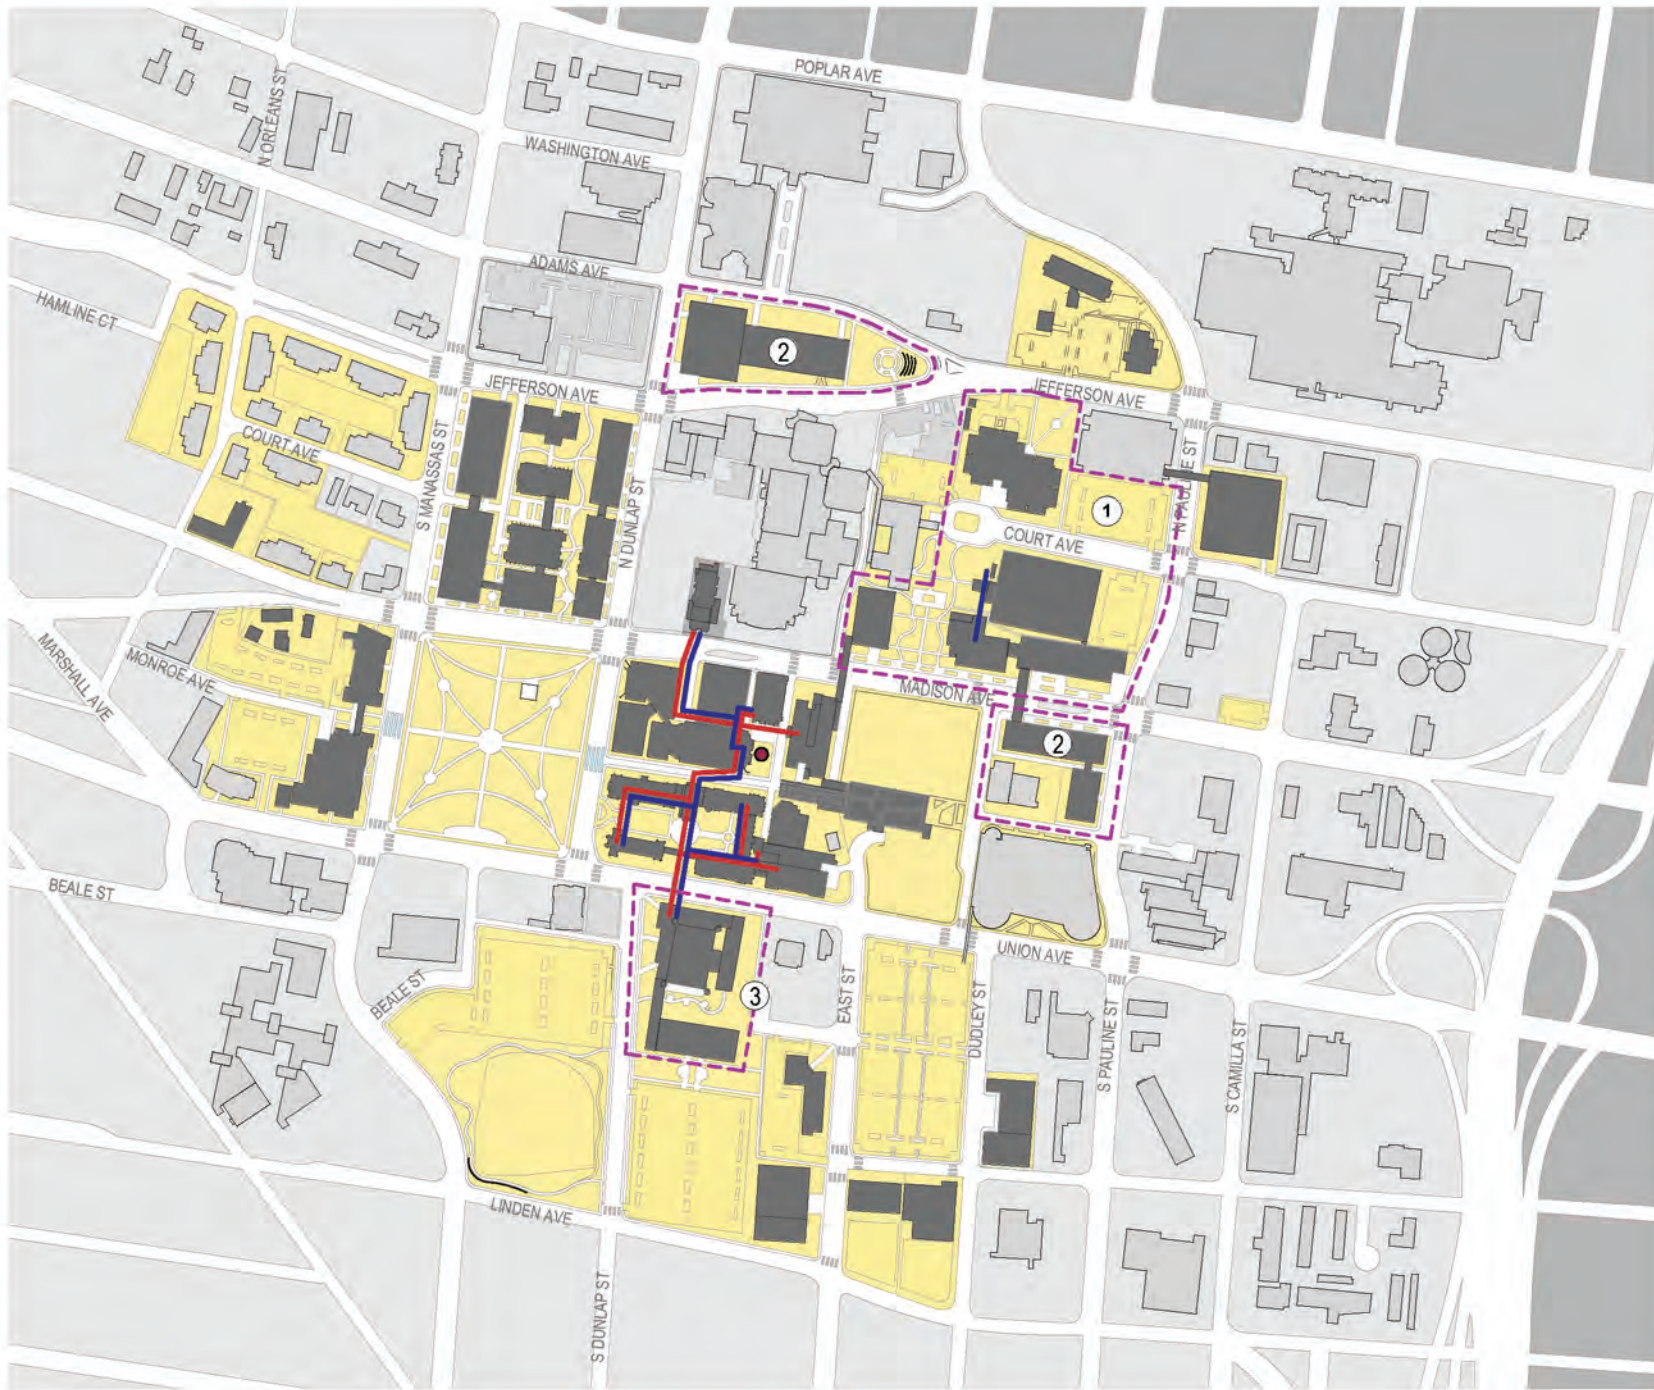 POPLAR AVE
N ORLEANS ST
WASHINGTON AVE
ADAMS AVE
HAMLINE CT
2
JEFFERSON AVE
JEFFERSON AVE
S MANASSAS ST
COURT AVE
N DUNLAP ST
N PAULINE ST
1
COURT AVE
MARSHALL AVE
MONROE AVE
MADISON AVE
2
BEALE ST
UNION AVE
BEALE ST
3
EAST ST
DUDLEY ST
S PAULINE ST
S CAMILLA ST
LINDEN AVE
S DUNLAP ST